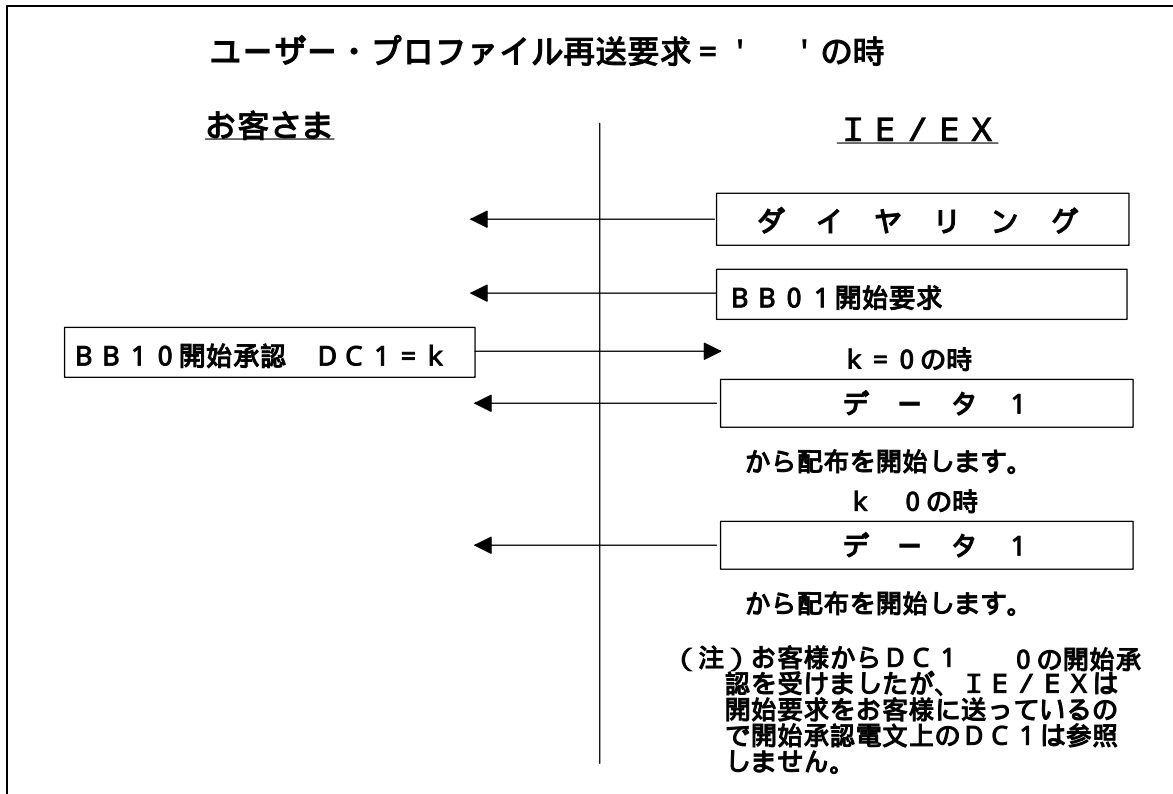 ユーザー・プロファイル再送要求＝'　'の時
お客さま
ＩＥ／ＥＸ
ダ イ ヤ リ ン グ
ＢＢ０１開始要求
ＢＢ１０開始承認　ＤＣ１＝ｋ
ｋ＝０の時
デ ー タ １
から配布を開始します。
ｋ　０の時
デ ー タ １
から配布を開始します。
（注）お客様からＤＣ１　０の開始承
認を受けましたが、ＩＥ／ＥＸは
開始要求をお客様に送っているの
で開始承認電文上のＤＣ１は参照
しません。